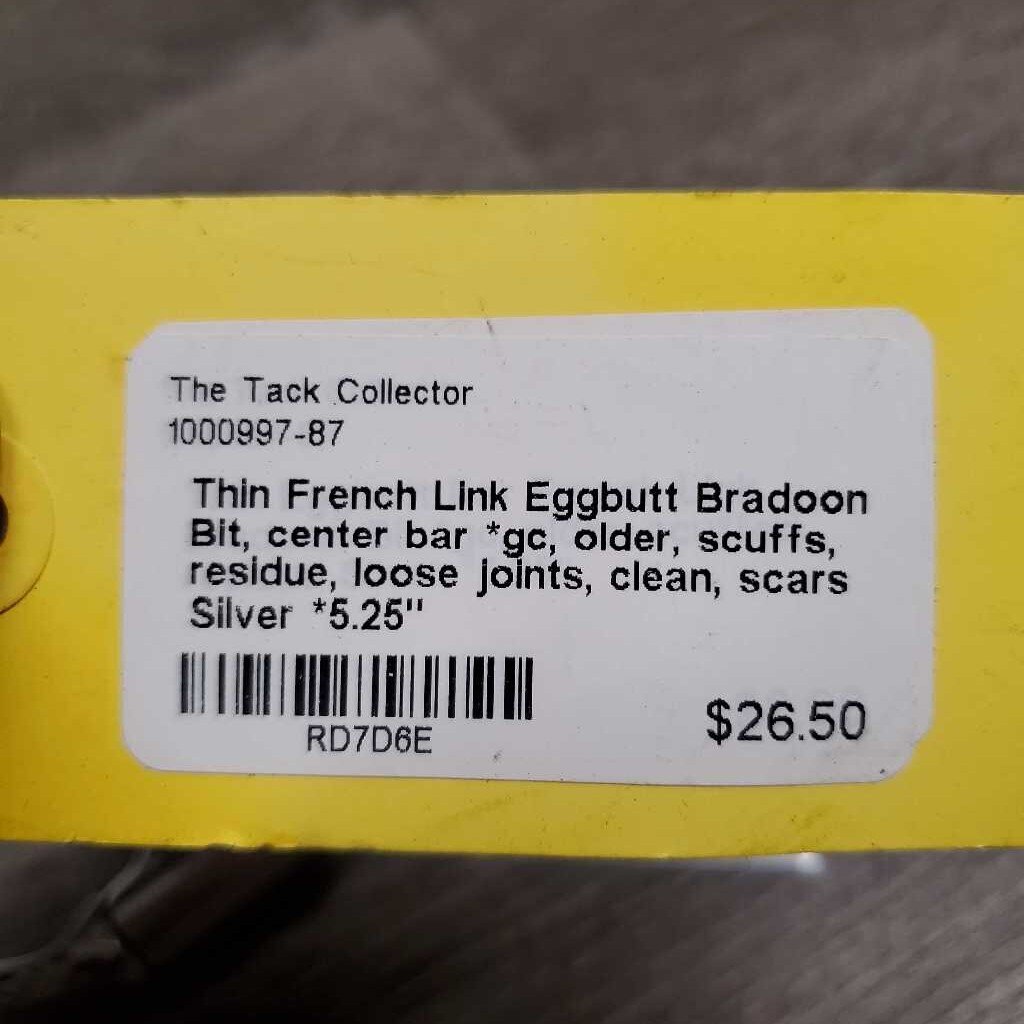 The Tack Collector
1000997-87
Thin French Link Eggbutt Bradoon
Bit, center bar *gc, older, scuffs,
residue, loose joints, clean, scars
Silver *5.25"
RD7D6E
$26.50